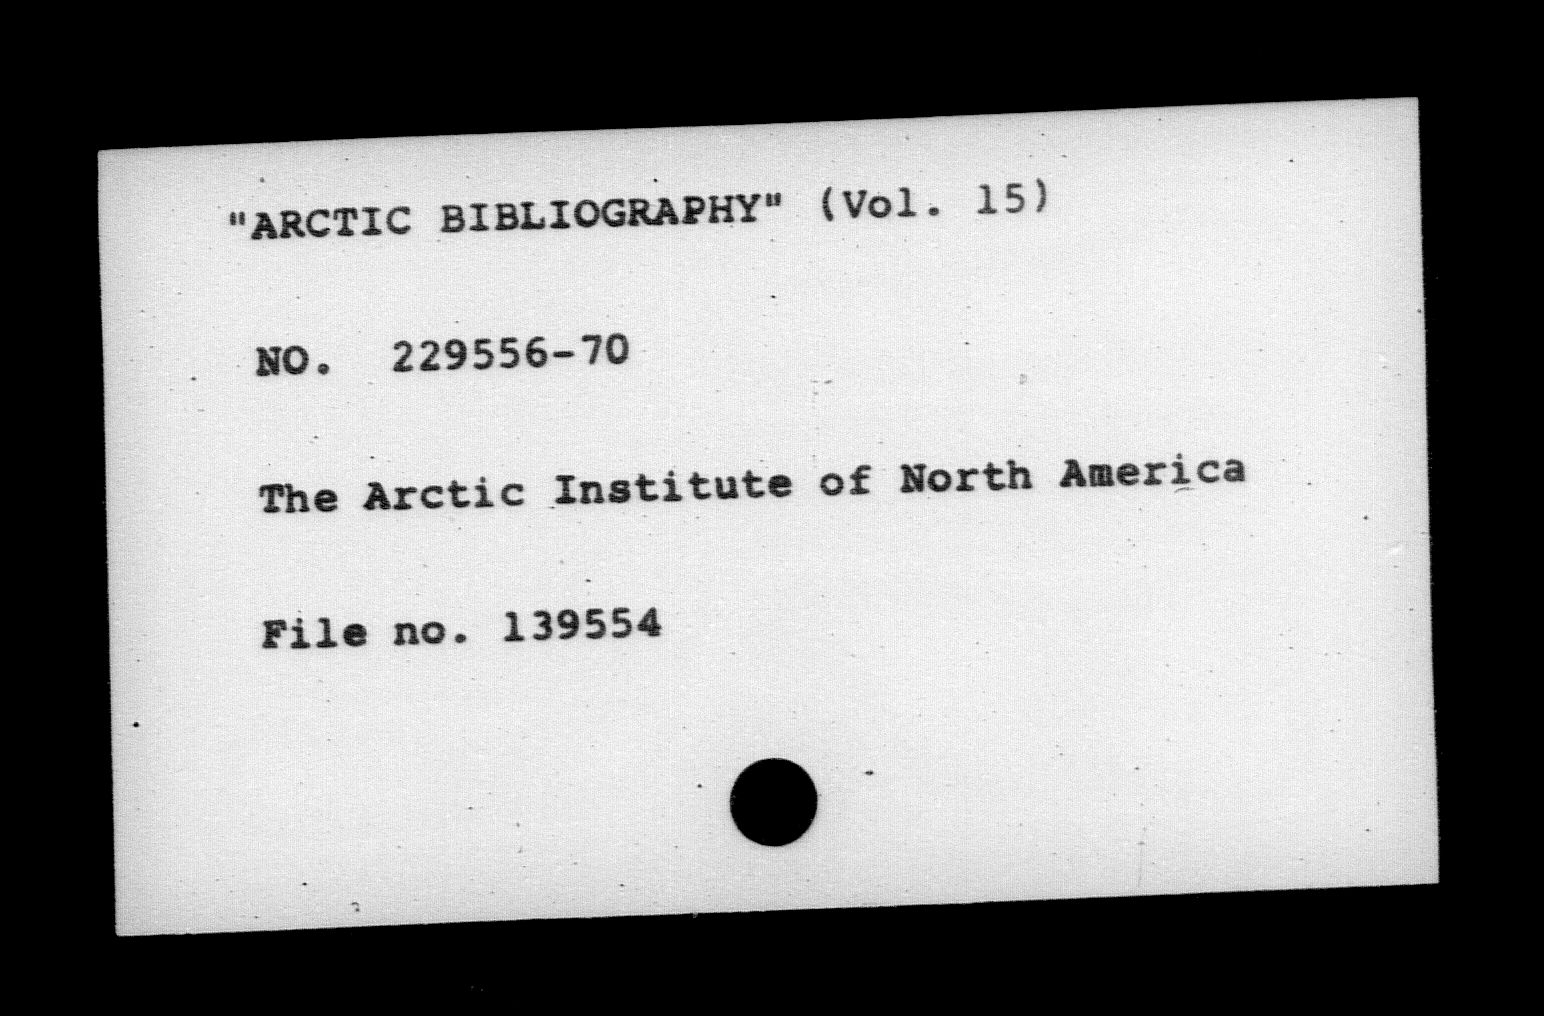 "ARCTIC BIBLIOGRAPHY" (Vol. 15)
NO. 229556-70
The Arctic Institute of North America
File no. 139554